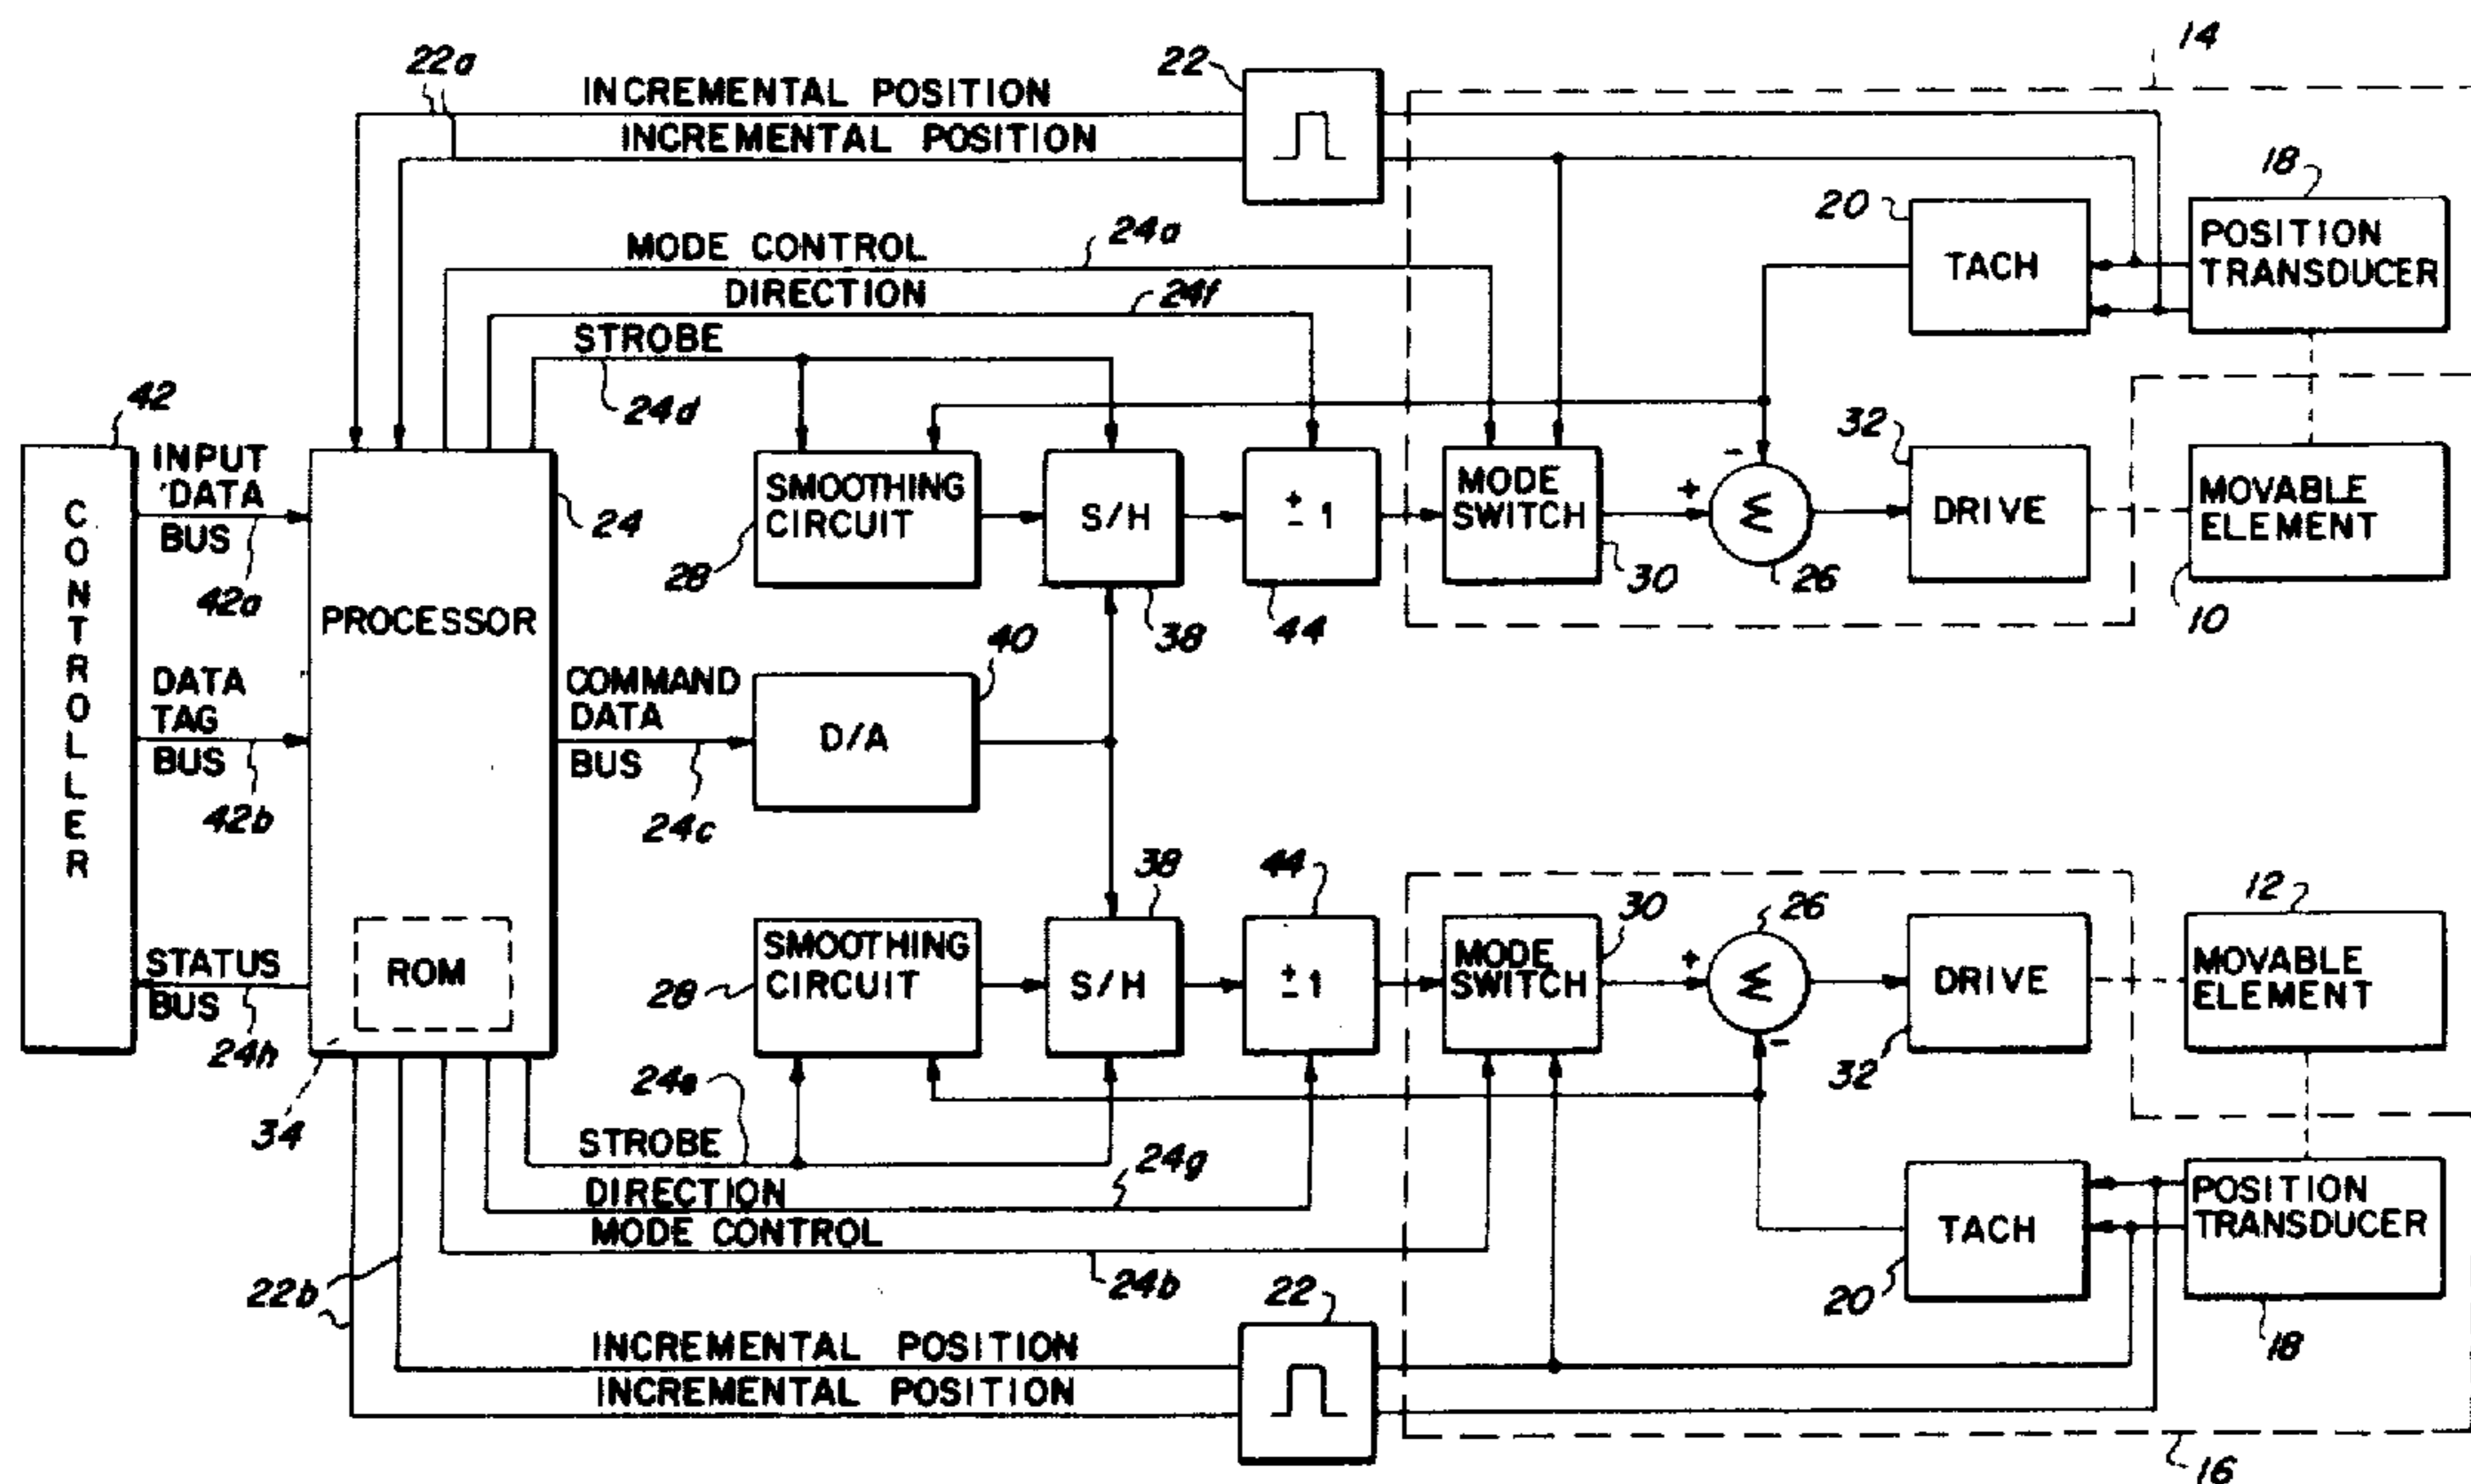 14
22a
INCREMENTAL POSITION
22
INCREMENTAL POSITION
18
20
TACH
POSITION
TRANSDUCER
MODE CONTROL
24a
DIRECTION
24f
STROBE
24d
42
CONTROLLER
INPUT
DATA
BUS
42a
24
SMOOTHING
CIRCUIT
28
S/H
38
± 1
44
MODE
SWITCH
30
+
-
Σ
26
32
DRIVE
MOVABLE
ELEMENT
10
PROCESSOR
DATA
TAG
BUS
42b
COMMAND
DATA
BUS
24c
40
D/A
STATUS
BUS
24h
ROM
34
SMOOTHING
CIRCUIT
28
38
S/H
44
± 1
30
MODE
SWITCH
+
-
26
Σ
DRIVE
32
12
MOVABLE
ELEMENT
24e
STROBE
24g
DIRECTION
MODE CONTROL
24b
22b
TACH
20
POSITION
TRANSDUCER
18
22
INCREMENTAL POSITION
INCREMENTAL POSITION
16